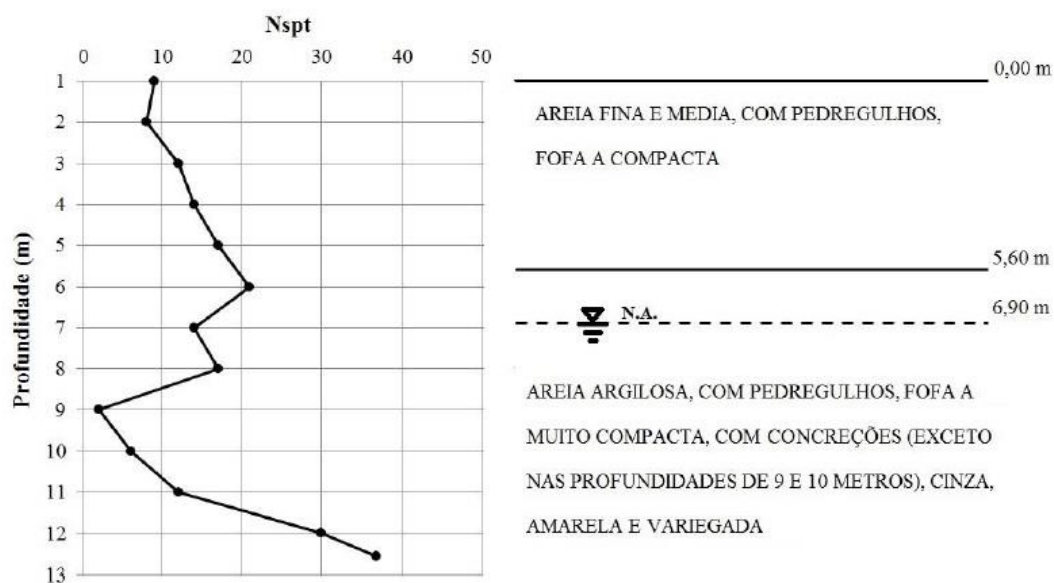 Nspt
0 10 20 30 40 50
Profundidade (m)
1
2
3
4
5
6
7
8
9
10
11
12
13
0,00 m
AREIA FINA E MEDIA, COM PEDREGULHOS,
FOFA A COMPACTA
5,60 m
6,90 m
N.A.
AREIA ARGILOSA, COM PEDREGULHOS, FOFA A
MUITO COMPACTA, COM CONCREÇÕES (EXCETO
NAS PROFUNDIDADES DE 9 E 10 METROS), CINZA,
AMARELA E VARIEGADA